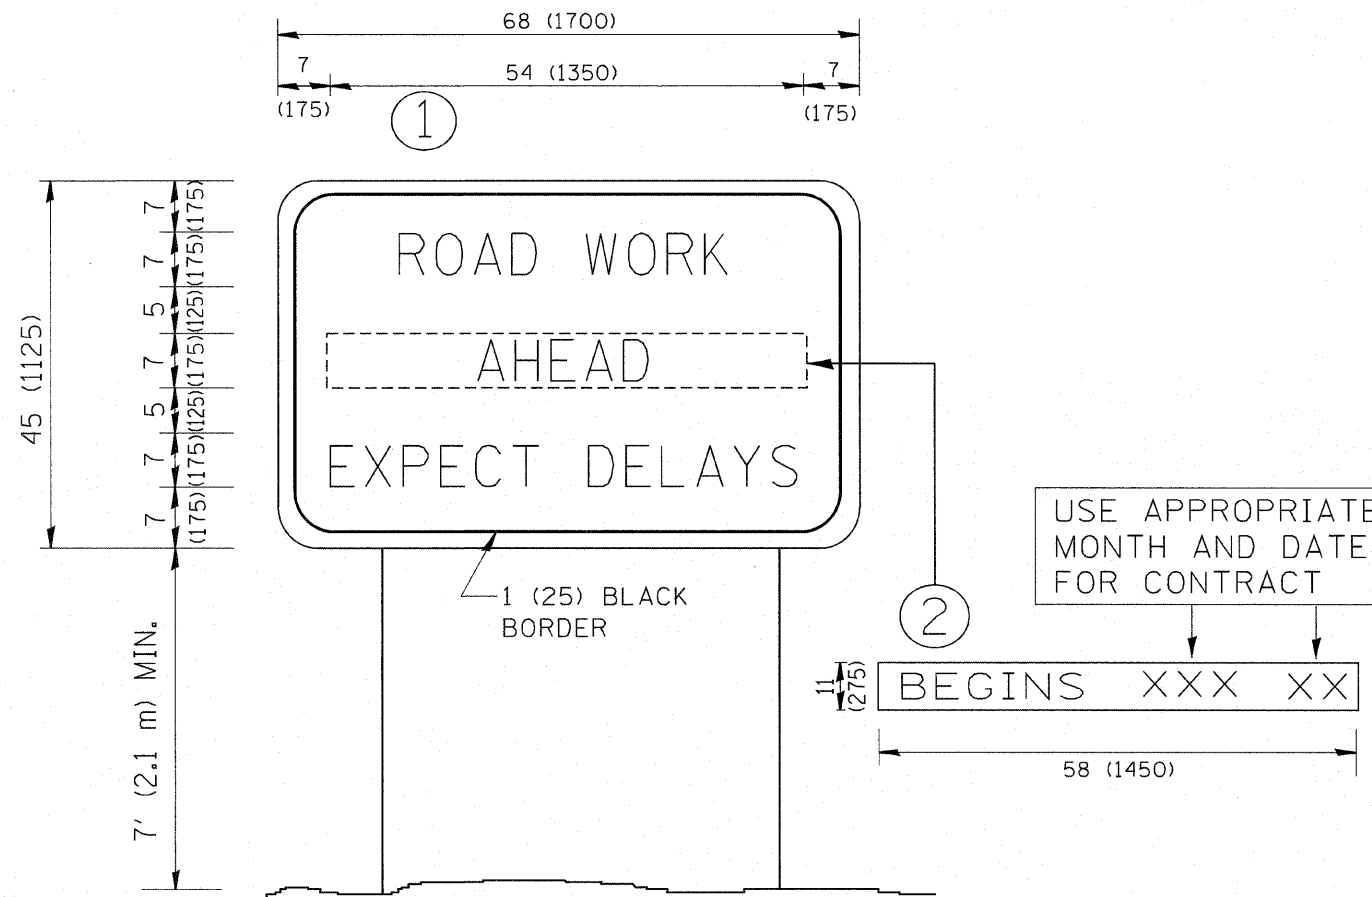 68 (1700)
7
54 (1350)
7
(175)
(175)
1
7 (175)
7 (175)
5 (125)
7 (175)
5 (125)
7 (175)
7 (175)
45 (1125)
ROAD WORK
AHEAD
EXPECT DELAYS
1 (25) BLACK
BORDER
7' (2.1 m) MIN.
2
USE APPROPRIATE
MONTH AND DATE
FOR CONTRACT
11
(275)
BEGINS XXX XX
58 (1450)